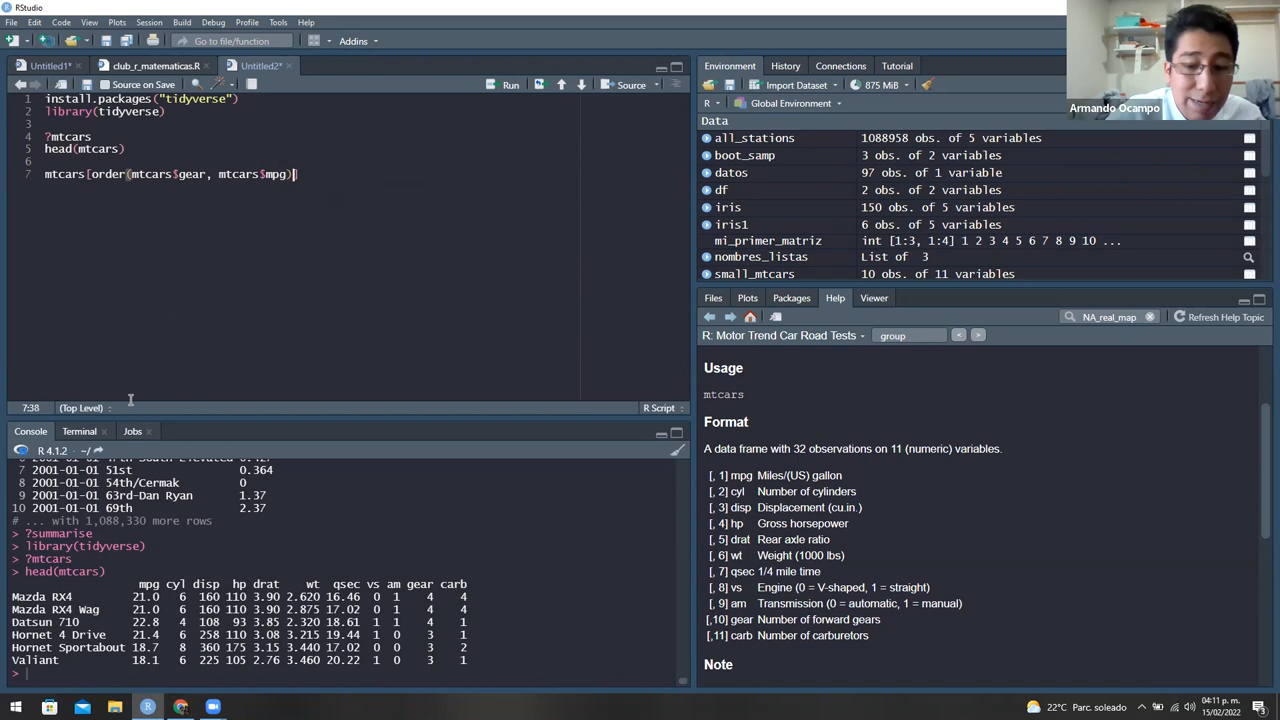 RStudio
File Edit Code View Plots Session Build Debug Profile Tools Help
Go to file/function Addins
Untitled1* club_r_matematicas.R Untitled2*
Source on Save Run Source
1 install.packages("tidyverse")
2 library(tidyverse)
3
4 ?mtcars
5 head(mtcars)
6
7 mtcars[order(mtcars$gear, mtcars$mpg)]
7:38 (Top Level) R Script
Console Terminal Jobs
R 4.1.2 · ~/
7 2001-01-01 51st 0.364
8 2001-01-01 54th/Cermak 0
9 2001-01-01 63rd-Dan Ryan 1.37
10 2001-01-01 69th 2.37
# ... with 1,088,330 more rows
> ?summarise
> library(tidyverse)
> ?mtcars
> head(mtcars)
mpg cyl disp hp drat wt qsec vs am gear carb
Mazda RX4 21.0 6 160 110 3.90 2.620 16.46 0 1 4 4
Mazda RX4 Wag 21.0 6 160 110 3.90 2.875 17.02 0 1 4 4
Datsun 710 22.8 4 108 93 3.85 2.320 18.61 1 1 4 1
Hornet 4 Drive 21.4 6 258 110 3.08 3.215 19.44 1 0 3 1
Hornet Sportabout 18.7 8 360 175 3.15 3.440 17.02 0 0 3 2
Valiant 18.1 6 225 105 2.76 3.460 20.22 1 0 3 1
>
Environment History Connections Tutorial
Import Dataset 875 MiB
R Global Environment
Data
all_stations 1088958 obs. of 5 variables
boot_samp 3 obs. of 2 variables
datos 97 obs. of 1 variable
df 2 obs. of 2 variables
iris 150 obs. of 5 variables
iris1 6 obs. of 5 variables
mi_primer_matriz int [1:3, 1:4] 1 2 3 4 5 6 7 8 9 10 ...
nombres_listas List of 3
small_mtcars 10 obs. of 11 variables
Files Plots Packages Help Viewer
NA_real_map Refresh Help Topic
R: Motor Trend Car Road Tests group
Usage
mtcars
Format
A data frame with 32 observations on 11 (numeric) variables.
[, 1] mpg Miles/(US) gallon
[, 2] cyl Number of cylinders
[, 3] disp Displacement (cu.in.)
[, 4] hp Gross horsepower
[, 5] drat Rear axle ratio
[, 6] wt Weight (1000 lbs)
[, 7] qsec 1/4 mile time
[, 8] vs Engine (0 = V-shaped, 1 = straight)
[, 9] am Transmission (0 = automatic, 1 = manual)
[,10] gear Number of forward gears
[,11] carb Number of carburetors
Note
Armando Ocampo
22°C Parc. soleado
04:11 p. m.
15/02/2022